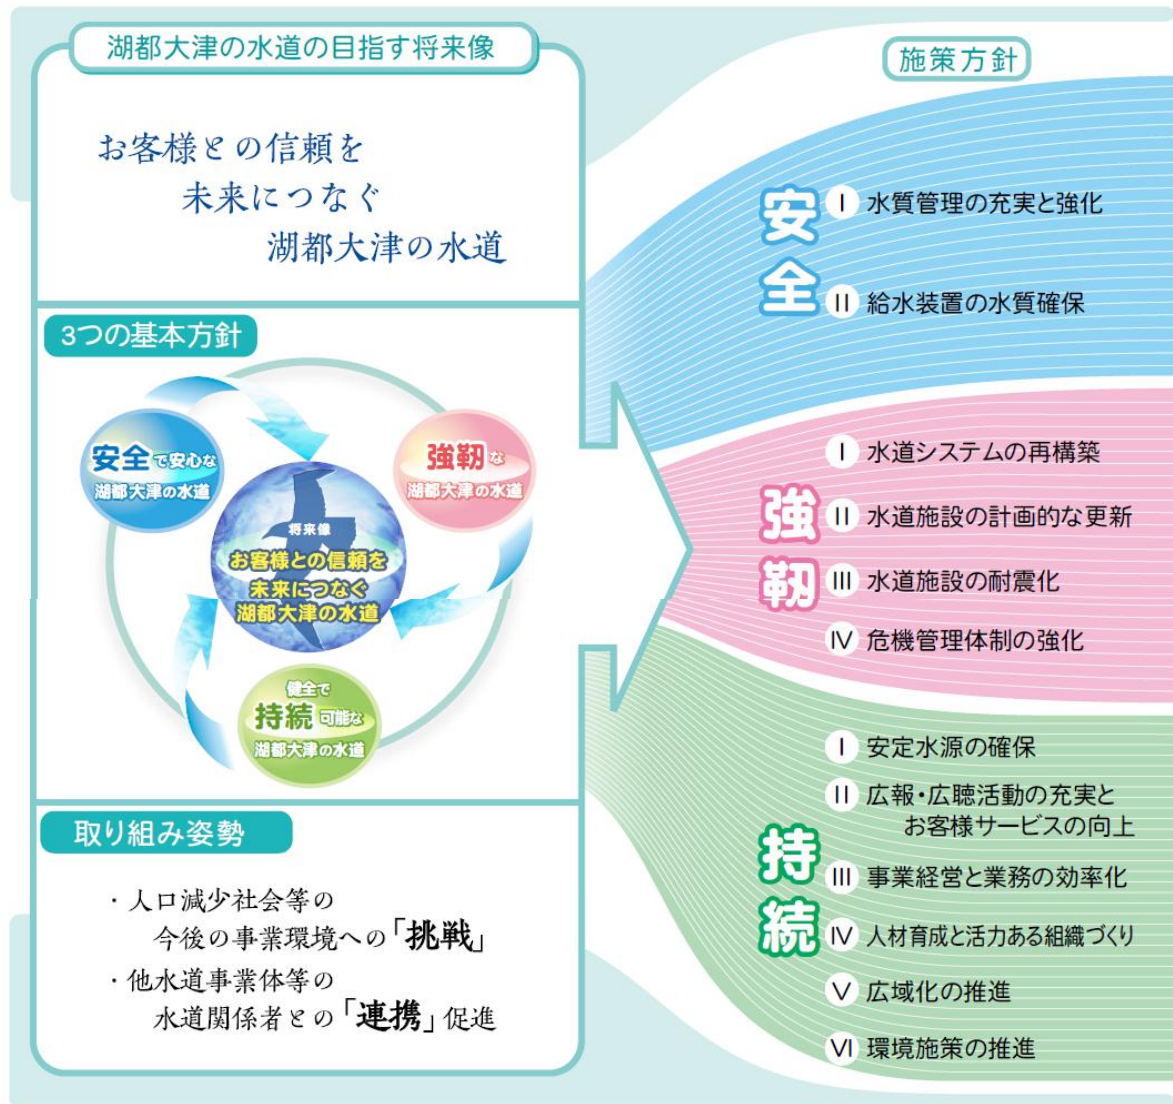 湖都大津の水道の目指す将来像
お客様との信頼を
未来につなぐ
湖都大津の水道
3つの基本方針
安全で安心な
湖都大津の水道
強靭な
湖都大津の水道
将来像
お客様との信頼を
未来につなぐ
湖都大津の水道
健全で
持続可能な
湖都大津の水道
取り組み姿勢
・人口減少社会等の
今後の事業環境への「挑戦」
・他水道事業体等の
水道関係者との「連携」促進
施策方針
安全
Ⅰ 水質管理の充実と強化
Ⅱ 給水装置の水質確保
強靭
Ⅰ 水道システムの再構築
Ⅱ 水道施設の計画的な更新
Ⅲ 水道施設の耐震化
Ⅳ 危機管理体制の強化
持続
Ⅰ 安定水源の確保
Ⅱ 広報・広聴活動の充実と
お客様サービスの向上
Ⅲ 事業経営と業務の効率化
Ⅳ 人材育成と活力ある組織づくり
Ⅴ 広域化の推進
Ⅵ 環境施策の推進